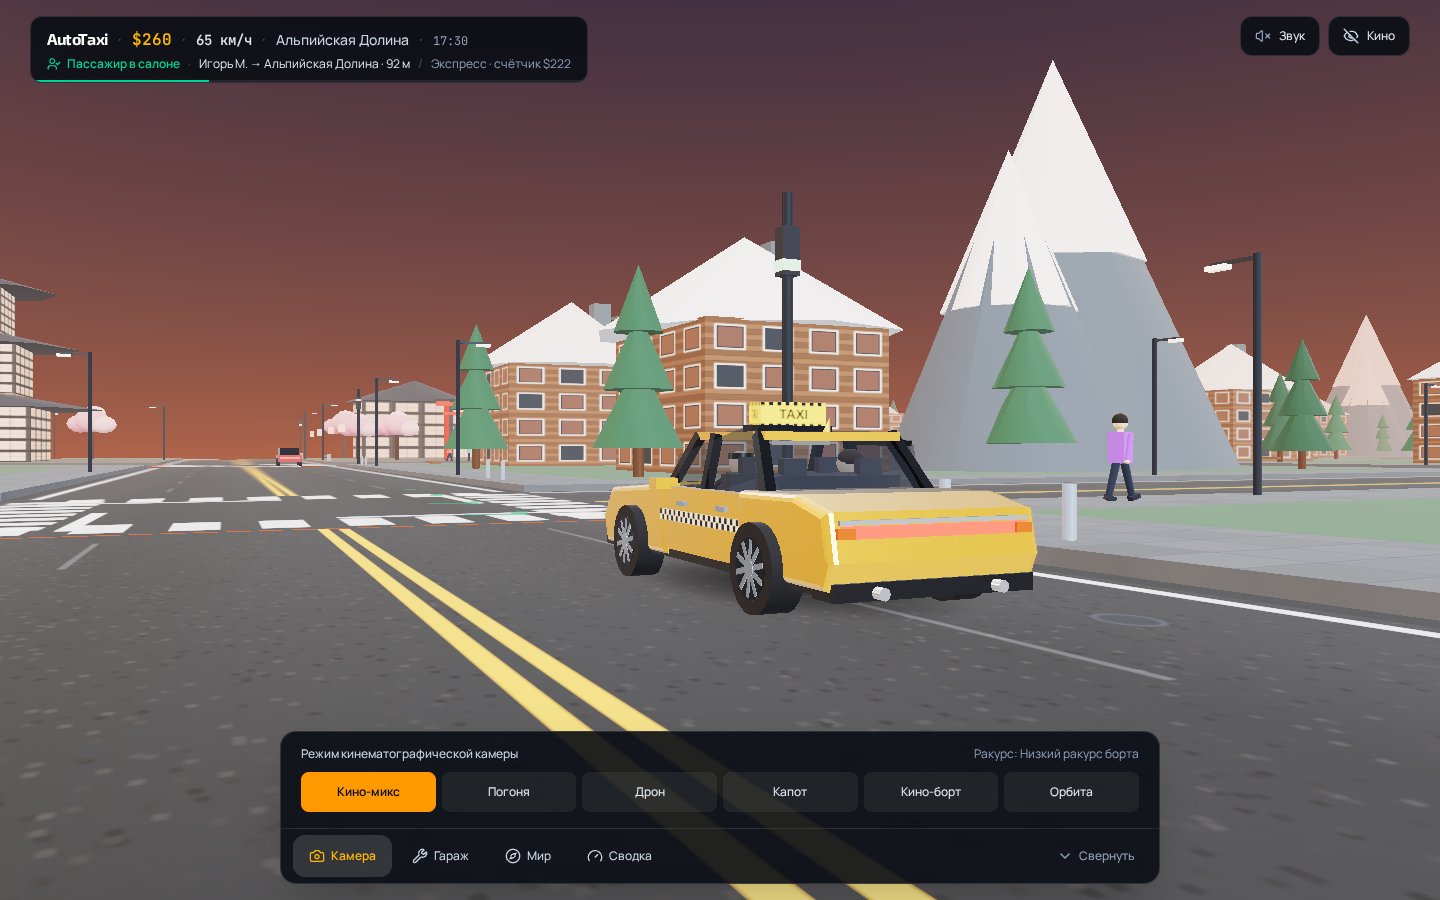 AutoTaxi · $260 · 65 км/ч · Альпийская Долина · 17:30
Пассажир в салоне · Игорь М. → Альпийская Долина · 92 м / Экспресс · счётчик $222
Звук
Кино
TAXI
Режим кинематографической камеры
Ракурс: Низкий ракурс борта
Кино-микс
Погоня
Дрон
Капот
Кино-борт
Орбита
Камера
Гараж
Мир
Сводка
Свернуть